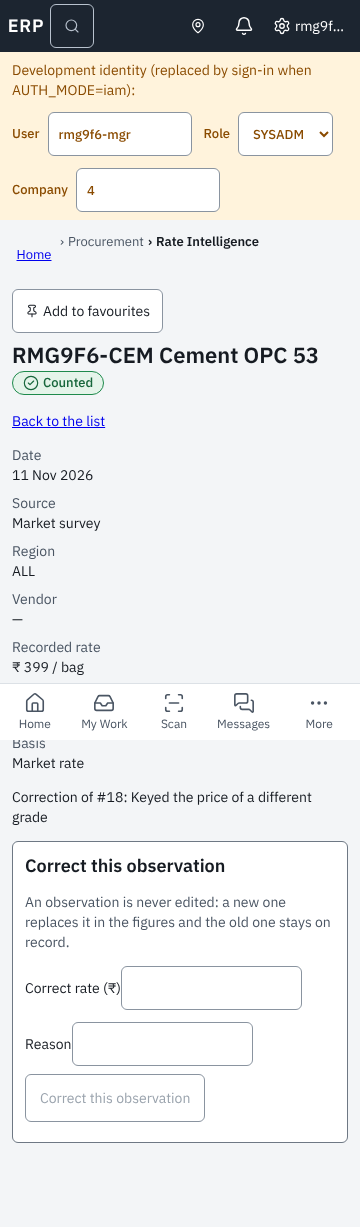 ERP
rmg9f...
Development identity (replaced by sign-in when
AUTH_MODE=iam):
User rmg9f6-mgr Role SYSADM
Company 4
Home › Procurement › Rate Intelligence
Add to favourites
RMG9F6-CEM Cement OPC 53
Counted
Back to the list
Date
11 Nov 2026
Source
Market survey
Region
ALL
Vendor
—
Recorded rate
₹ 399 / bag
Home My Work Scan Messages More
Basis
Market rate
Correction of #18: Keyed the price of a different
grade
Correct this observation
An observation is never edited: a new one
replaces it in the figures and the old one stays on
record.
Correct rate (₹)
Reason
Correct this observation